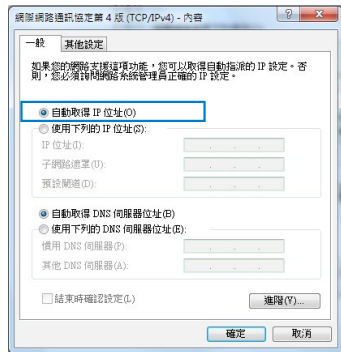 網際網路通訊協定第 4 版 (TCP/IPv4) - 內容
一般
其他設定
如果您的網路支援這項功能，您可以取得自動指派的 IP 設定。否
則，您必須詢問網路系統管理員正確的 IP 設定。
自動取得 IP 位址(O)
使用下列的 IP 位址(S):
IP 位址(I):
子網路遮罩(U):
預設閘道(D):
自動取得 DNS 伺服器位址(B)
使用下列的 DNS 伺服器位址(E):
慣用 DNS 伺服器(P):
其他 DNS 伺服器(A):
結束時確認設定(L)
進階(V)...
確定
取消